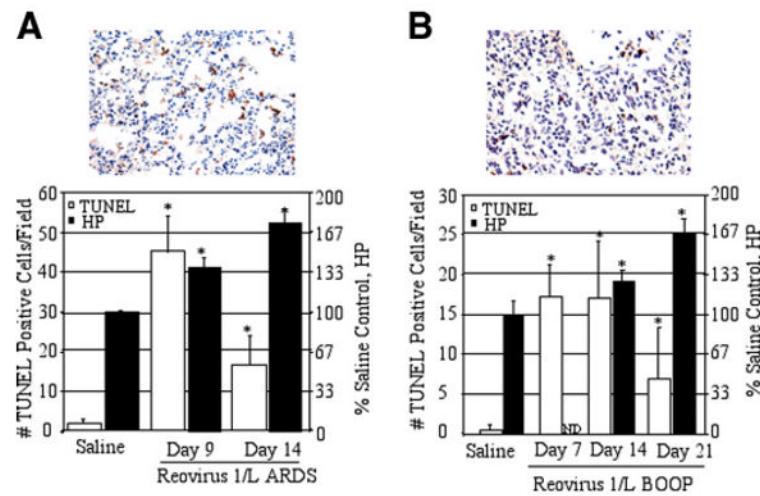 A
B
60
50
40
30
20
10
0
# TUNEL Positive Cells/Field
TUNEL
HP
*
*
*
*
200
167
133
100
67
33
0
% Saline Control, HP
Saline
Day 9
Day 14
Reovirus 1/L ARDS
30
25
20
15
10
5
0
# TUNEL Positive Cells/Field
TUNEL
HP
*
*
*
*
*
ND
200
167
133
100
67
33
0
% Saline Control, HP
Saline
Day 7
Day 14
Day 21
Reovirus 1/L BOOP